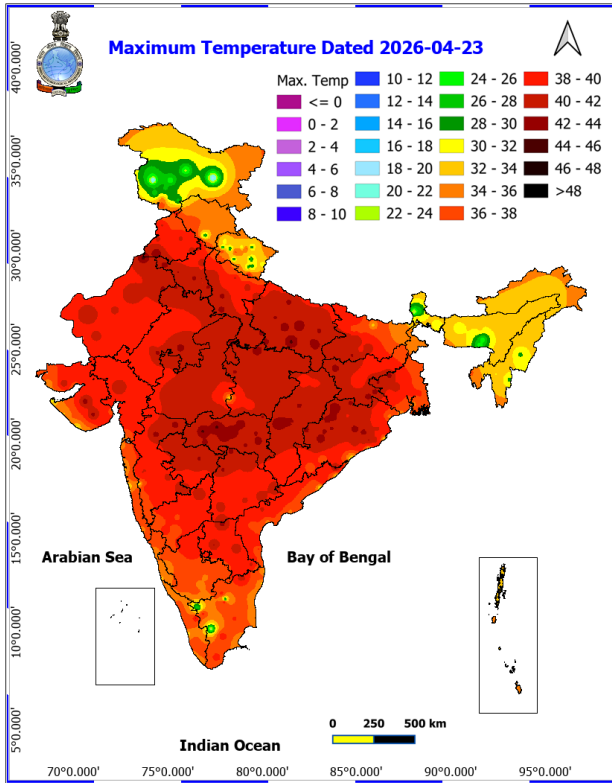 Maximum Temperature Dated 2026-04-23
Max. Temp
<= 0
0 - 2
2 - 4
4 - 6
6 - 8
8 - 10
10 - 12
12 - 14
14 - 16
16 - 18
18 - 20
20 - 22
22 - 24
24 - 26
26 - 28
28 - 30
30 - 32
32 - 34
34 - 36
36 - 38
38 - 40
40 - 42
42 - 44
44 - 46
46 - 48
>48
40°0.000'
35°0.000'
30°0.000'
25°0.000'
20°0.000'
15°0.000'
10°0.000'
5°0.000'
Arabian Sea
Bay of Bengal
0 250 500 km
Indian Ocean
70°0.000' 75°0.000' 80°0.000' 85°0.000' 90°0.000' 95°0.000'